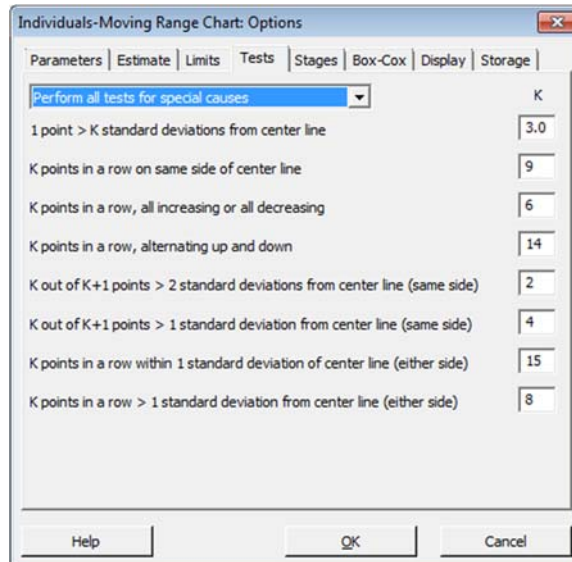 Individuals-Moving Range Chart: Options
Parameters Estimate Limits Tests Stages Box-Cox Display Storage
Perform all tests for special causes K
1 point > K standard deviations from center line 3.0
K points in a row on same side of center line 9
K points in a row, all increasing or all decreasing 6
K points in a row, alternating up and down 14
K out of K+1 points > 2 standard deviations from center line (same side) 2
K out of K+1 points > 1 standard deviation from center line (same side) 4
K points in a row within 1 standard deviation of center line (either side) 15
K points in a row > 1 standard deviation from center line (either side) 8
Help OK Cancel